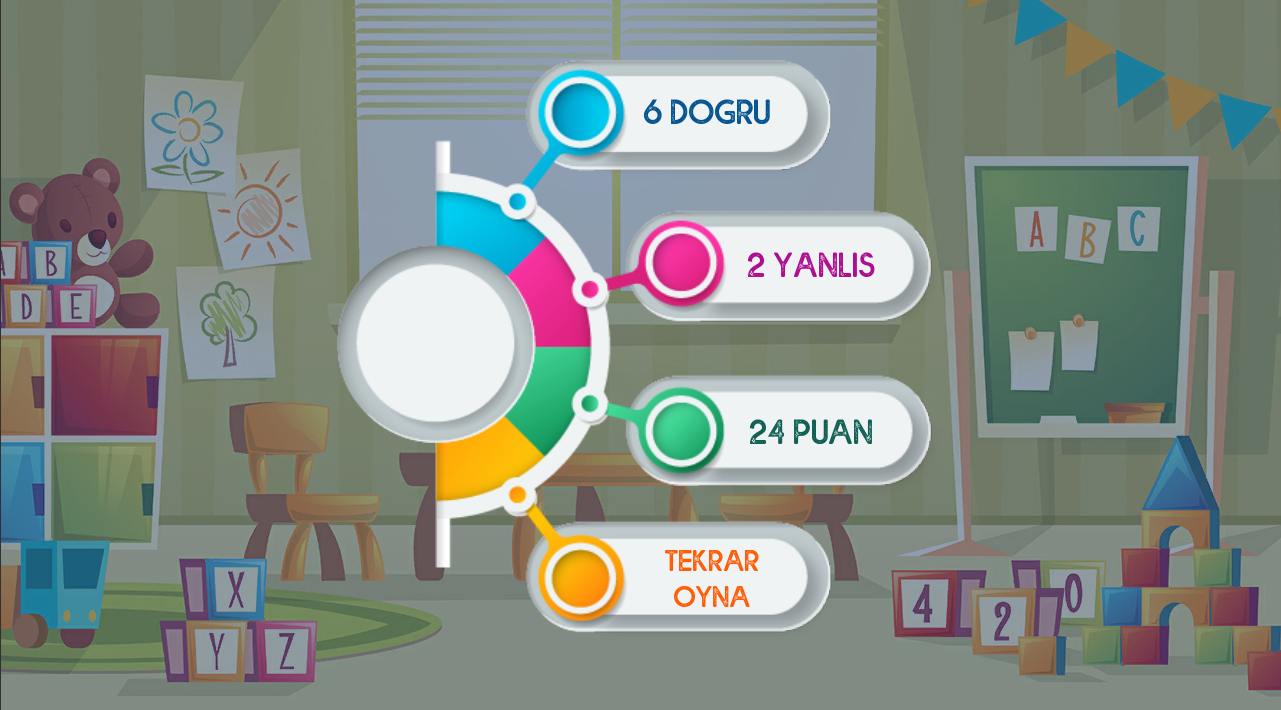 6 DOGRU
2 YANLIS
24 PUAN
TEKRAR
OYNA
A B C
A B
D E
X
Y Z
4 2 0